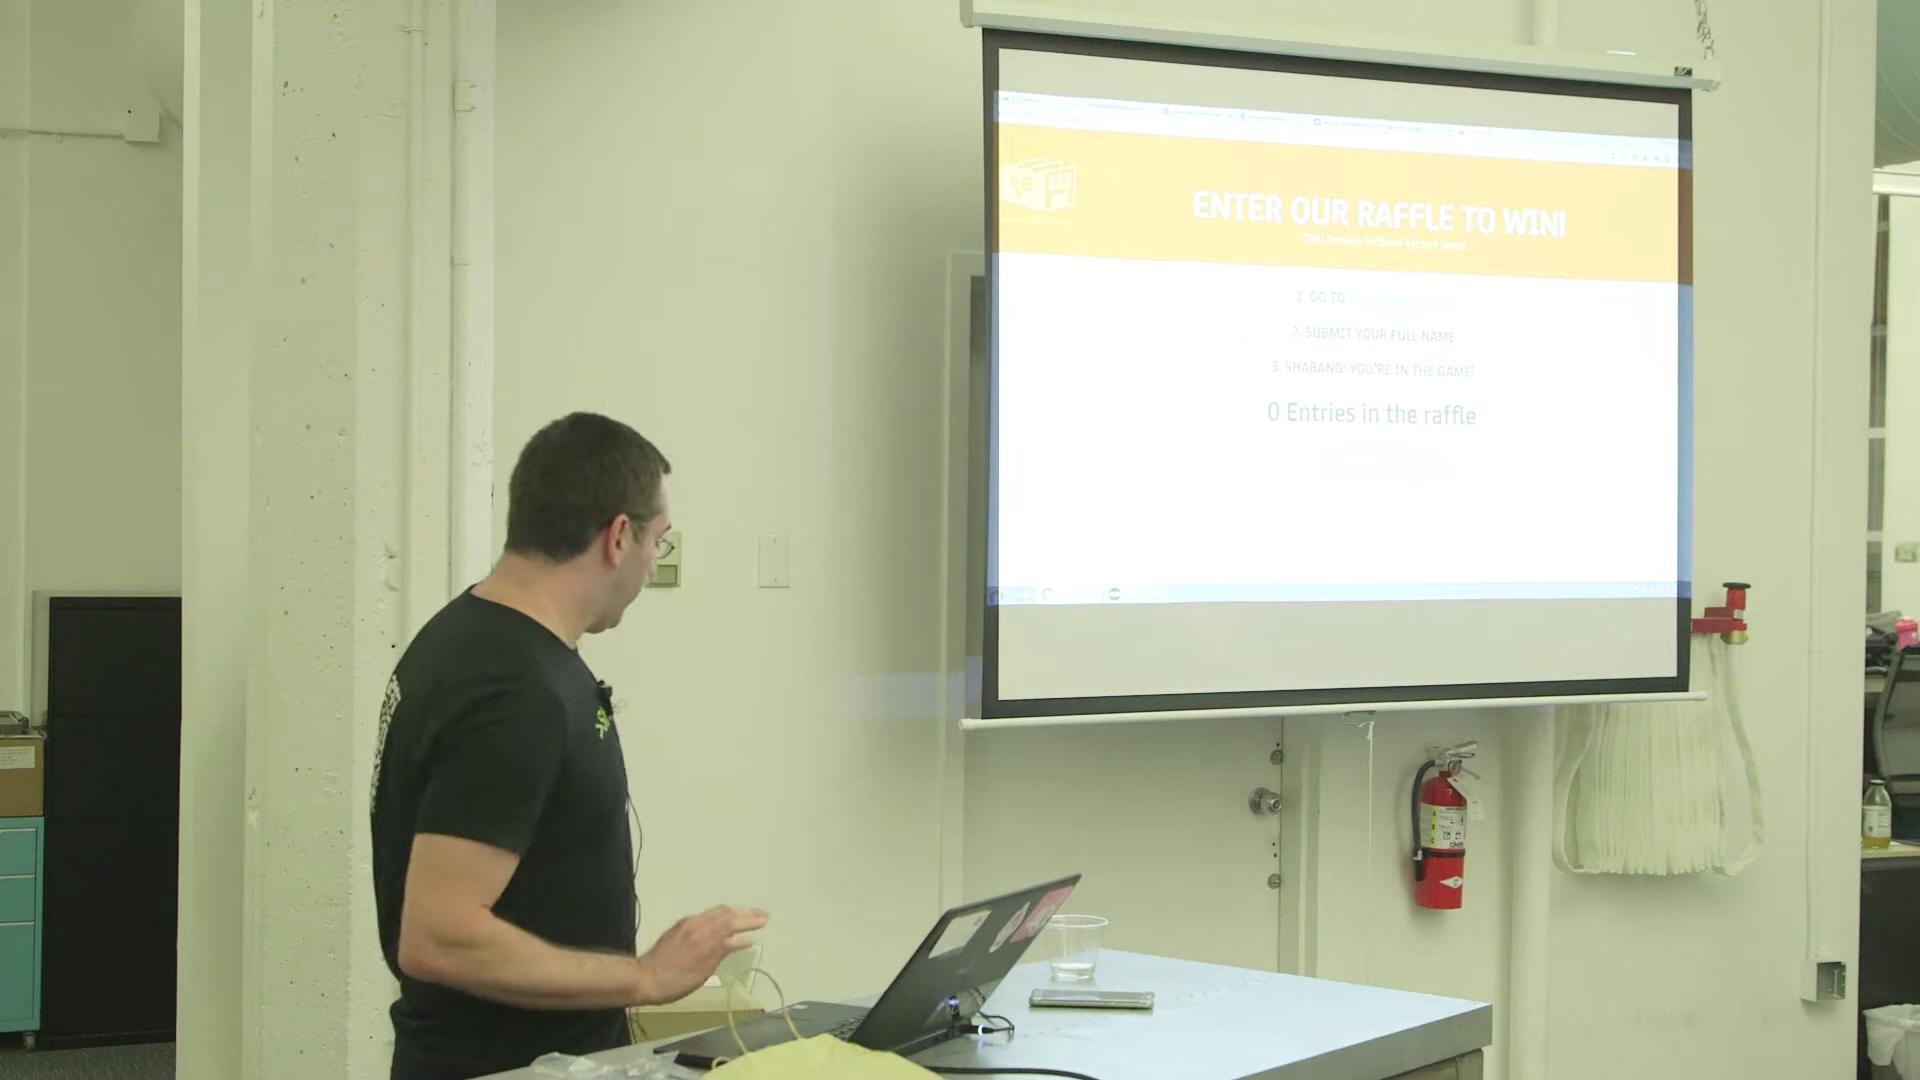 ENTER OUR RAFFLE TO WIN!
1. GO TO
2. SUBMIT YOUR FULL NAME
3. SHABANG! YOU'RE IN THE GAME!
0 Entries in the raffle